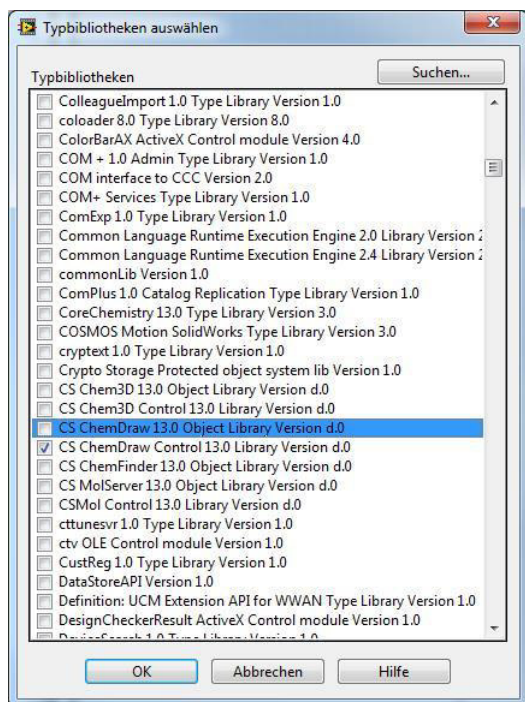 Typbibliotheken auswählen
Typbibliotheken
Suchen...
ColleagueImport 1.0 Type Library Version 1.0
coloader 8.0 Type Library Version 8.0
ColorBarAX ActiveX Control module Version 4.0
COM + 1.0 Admin Type Library Version 1.0
COM interface to CCC Version 2.0
COM+ Services Type Library Version 1.0
ComExp 1.0 Type Library Version 1.0
Common Language Runtime Execution Engine 2.0 Library Version 2
Common Language Runtime Execution Engine 2.4 Library Version 2
commonLib Version 1.0
ComPlus 1.0 Catalog Replication Type Library Version 1.0
CoreChemistry 13.0 Type Library Version 3.0
COSMOS Motion SolidWorks Type Library Version 3.0
cryptext 1.0 Type Library Version 1.0
Crypto Storage Protected object system lib Version 1.0
CS Chem3D 13.0 Object Library Version d.0
CS Chem3D Control 13.0 Library Version d.0
CS ChemDraw 13.0 Object Library Version d.0
CS ChemDraw Control 13.0 Library Version d.0
CS ChemFinder 13.0 Object Library Version d.0
CS MolServer 13.0 Object Library Version d.0
CSMol Control 13.0 Library Version d.0
cttunesvr 1.0 Type Library Version 1.0
ctv OLE Control module Version 1.0
CustReg 1.0 Type Library Version 1.0
DataStoreAPI Version 1.0
Definition: UCM Extension API for WWAN Type Library Version 1.0
DesignCheckerResult ActiveX Control module Version 1.0
DeviceSearch 1.0 Type Library Version 1.0
OK
Abbrechen
Hilfe